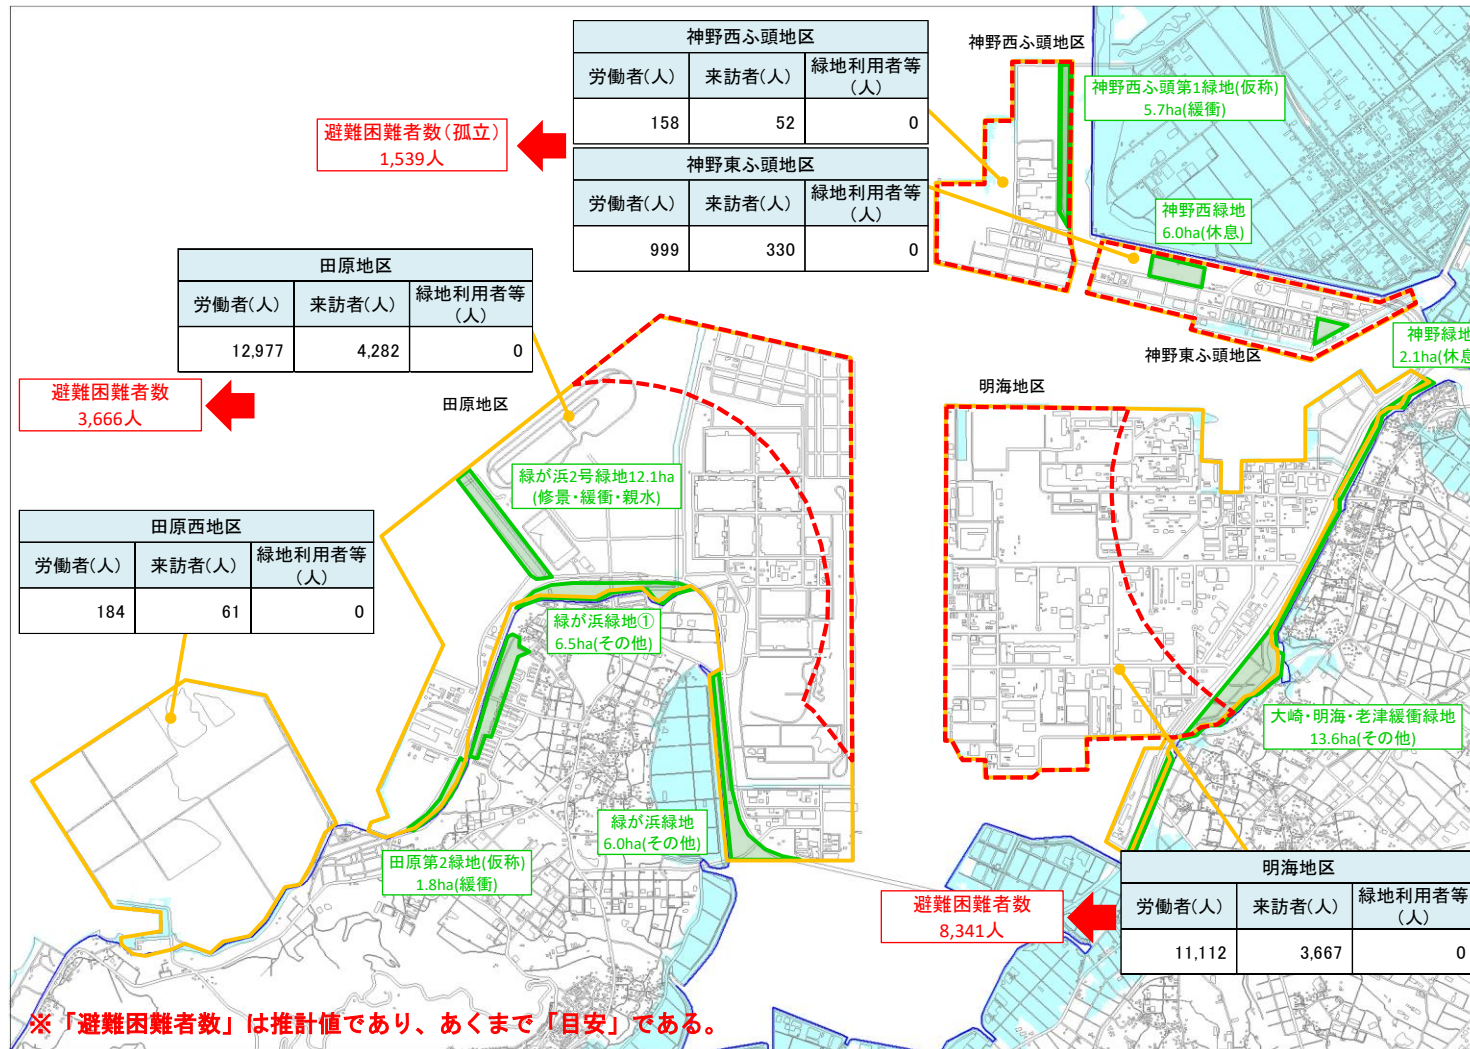 神野西ふ頭地区
労働者(人) 来訪者(人) 緑地利用者等
(人)
158 52 0
神野東ふ頭地区
労働者(人) 来訪者(人) 緑地利用者等
(人)
999 330 0
避難困難者数(孤立)
1,539人
神野西ふ頭地区
神野西ふ頭第1緑地(仮称)
5.7ha(緩衝)
神野西緑地
6.0ha(休息)
神野緑地
2.1ha(休息
神野東ふ頭地区
田原地区
労働者(人) 来訪者(人) 緑地利用者等
(人)
12,977 4,282 0
避難困難者数
3,666人
田原地区
明海地区
緑が浜2号緑地12.1ha
(修景・緩衝・親水)
田原西地区
労働者(人) 来訪者(人) 緑地利用者等
(人)
184 61 0
緑が浜緑地①
6.5ha(その他)
大崎・明海・老津緩衝緑地
13.6ha(その他)
緑が浜緑地
6.0ha(その他)
田原第2緑地(仮称)
1.8ha(緩衝)
避難困難者数
8,341人
明海地区
労働者(人) 来訪者(人) 緑地利用者等
(人)
11,112 3,667 0
※「避難困難者数」は推計値であり、あくまで「目安」である。